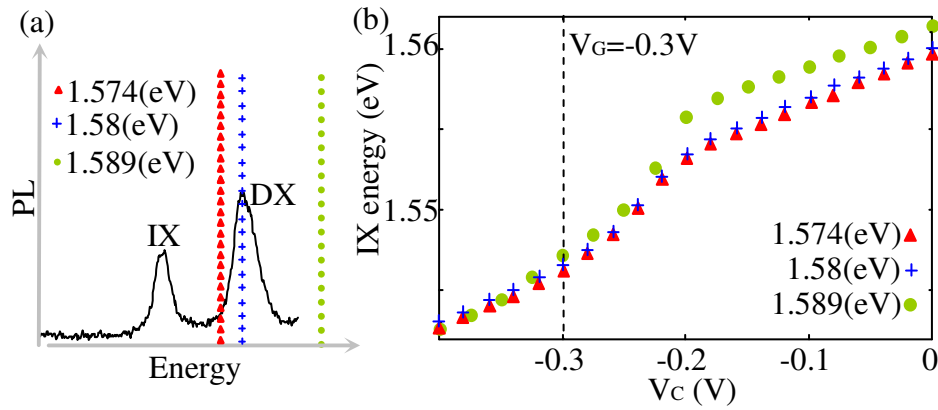 (a)
1.574(eV)
1.58(eV)
1.589(eV)
IX
DX
PL
Energy
(b)
V_G=-0.3V
1.56
1.55
IX energy (eV)
1.574(eV)
1.58(eV)
1.589(eV)
-0.3
-0.2
-0.1
0
V_C (V)